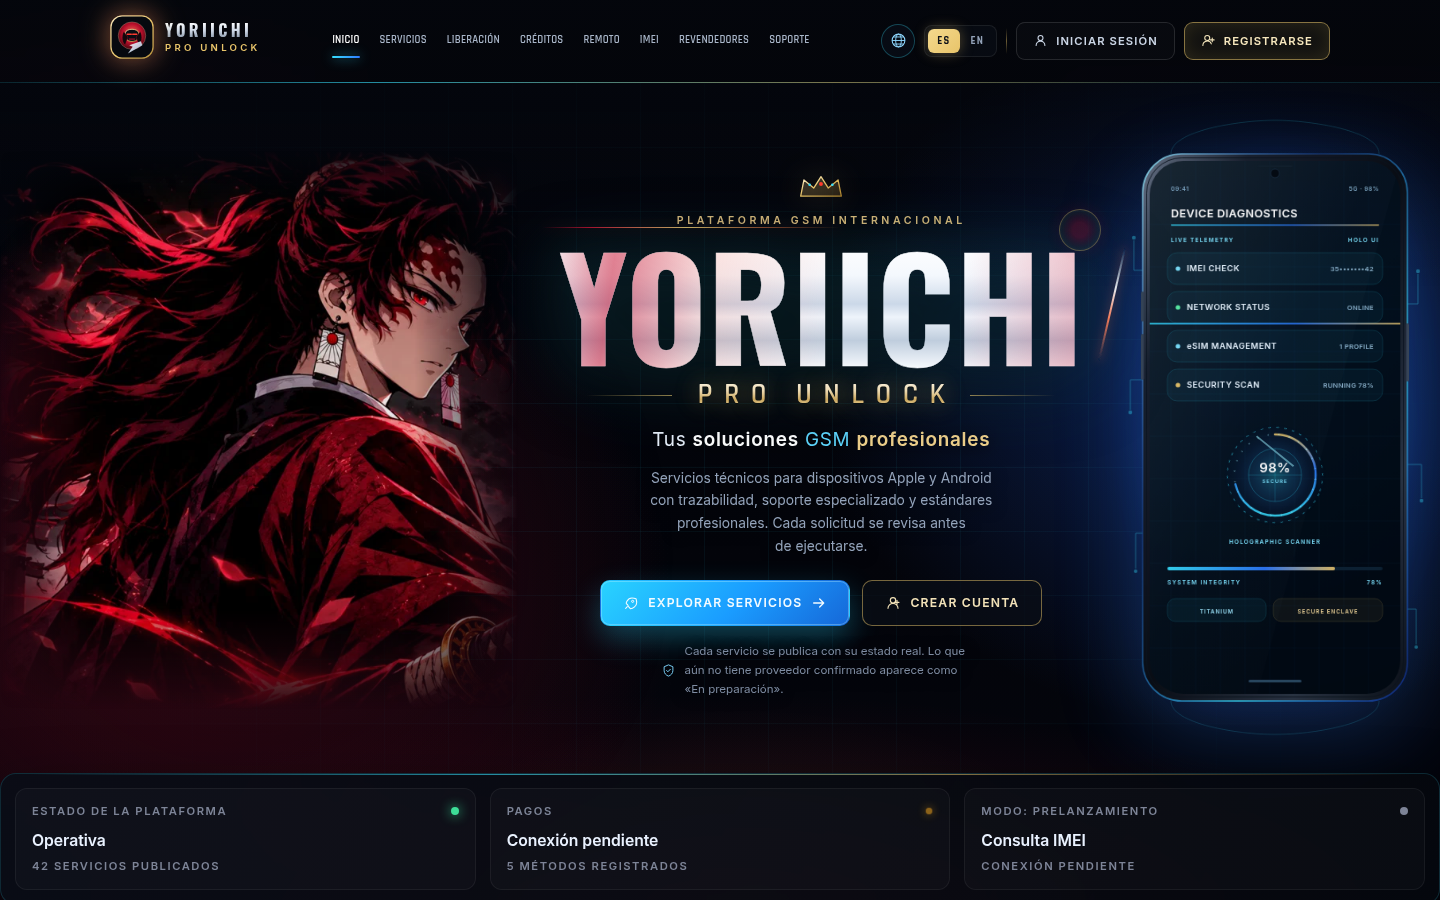 YORIICHI
PRO UNLOCK
INICIO
SERVICIOS
LIBERACIÓN
CRÉDITOS
REMOTO
IMEI
REVENDEDORES
SOPORTE
ES
EN
INICIAR SESIÓN
REGISTRARSE
PLATAFORMA GSM INTERNACIONAL
YORIICHI
PRO UNLOCK
Tus soluciones GSM profesionales
Servicios técnicos para dispositivos Apple y Android
con trazabilidad, soporte especializado y estándares
profesionales. Cada solicitud se revisa antes
de ejecutarse.
EXPLORAR SERVICIOS
CREAR CUENTA
Cada servicio se publica con su estado real. Lo que
aún no tiene proveedor confirmado aparece como
«En preparación».
09:41
5G · 98%
DEVICE DIAGNOSTICS
LIVE TELEMETRY
HOLO UI
IMEI CHECK
35•••••••42
NETWORK STATUS
ONLINE
eSIM MANAGEMENT
1 PROFILE
SECURITY SCAN
RUNNING 78%
98%
SECURE
HOLOGRAPHIC SCANNER
SYSTEM INTEGRITY
78%
TITANIUM
SECURE ENCLAVE
ESTADO DE LA PLATAFORMA
Operativa
42 SERVICIOS PUBLICADOS
PAGOS
Conexión pendiente
5 MÉTODOS REGISTRADOS
MODO: PRELANZAMIENTO
Consulta IMEI
CONEXIÓN PENDIENTE